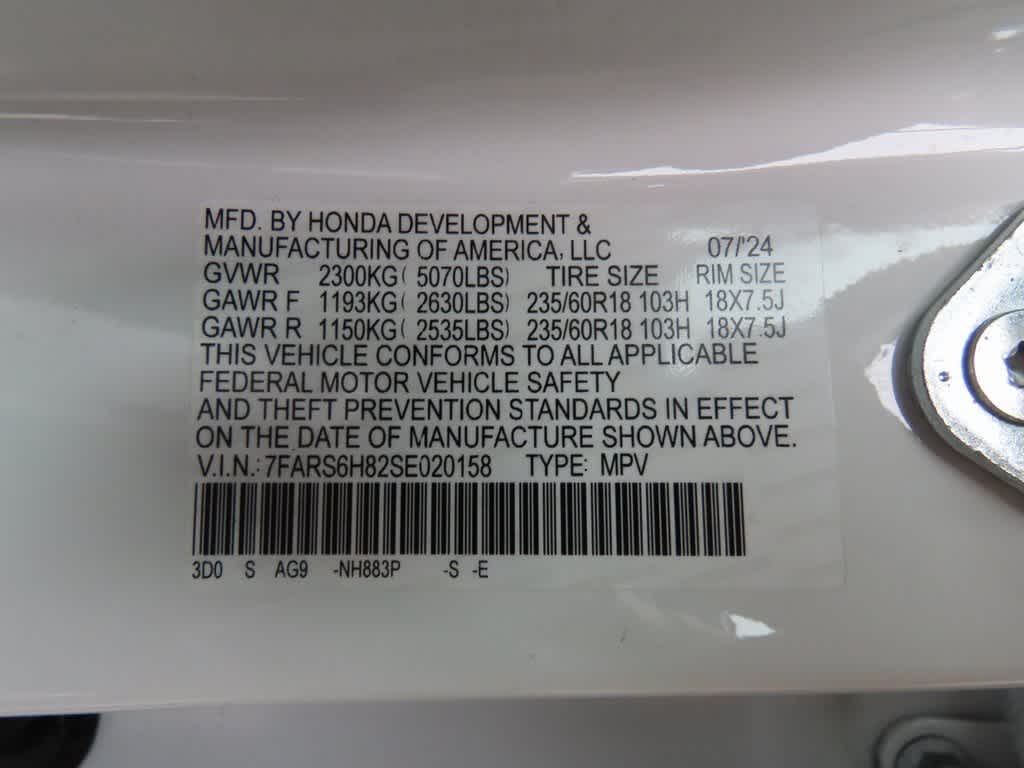 MFD. BY HONDA DEVELOPMENT &
MANUFACTURING OF AMERICA, LLC 07/'24
GVWR 2300KG( 5070LBS) TIRE SIZE RIM SIZE
GAWR F 1193KG( 2630LBS) 235/60R18 103H 18X7.5J
GAWR R 1150KG( 2535LBS) 235/60R18 103H 18X7.5J
THIS VEHICLE CONFORMS TO ALL APPLICABLE
FEDERAL MOTOR VEHICLE SAFETY
AND THEFT PREVENTION STANDARDS IN EFFECT
ON THE DATE OF MANUFACTURE SHOWN ABOVE.
V.I.N.: 7FARS6H82SE020158 TYPE: MPV
3D0 S AG9 -NH883P -S -E